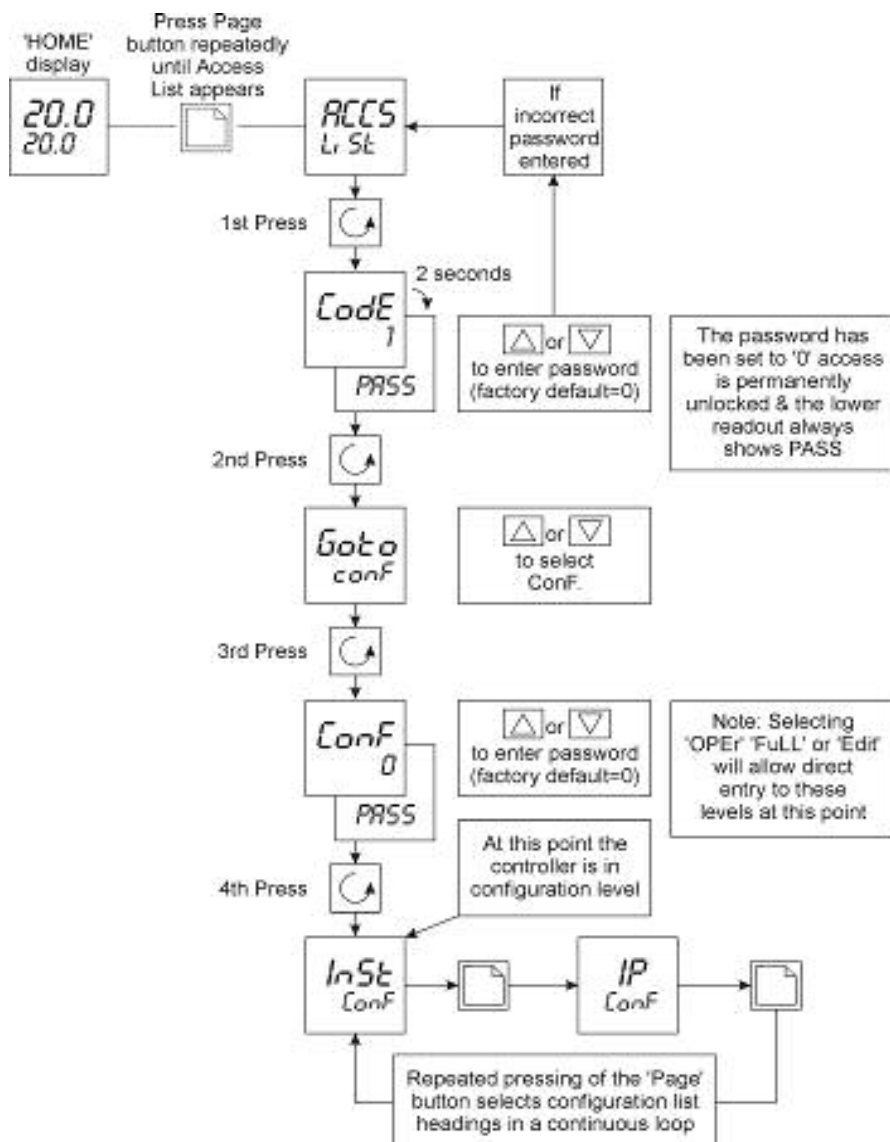 'HOME'
display
Press Page
button repeatedly
until Access
List appears
20.0
20.0
ACCS
Li St
If
incorrect
password
entered
1st Press
2 seconds
CodE
1
PASS
or
to enter password
(factory default=0)
The password has
been set to '0' access
is permanently
unlocked & the lower
readout always
shows PASS
2nd Press
Goto
conF
or
to select
ConF.
3rd Press
ConF
0
PASS
or
to enter password
(factory default=0)
Note: Selecting
'OPEr' 'FuLL' or 'Edit'
will allow direct
entry to these
levels at this point
At this point the
controller is in
configuration level
4th Press
InSt
ConF
IP
ConF
Repeated pressing of the 'Page'
button selects configuration list
headings in a continuous loop